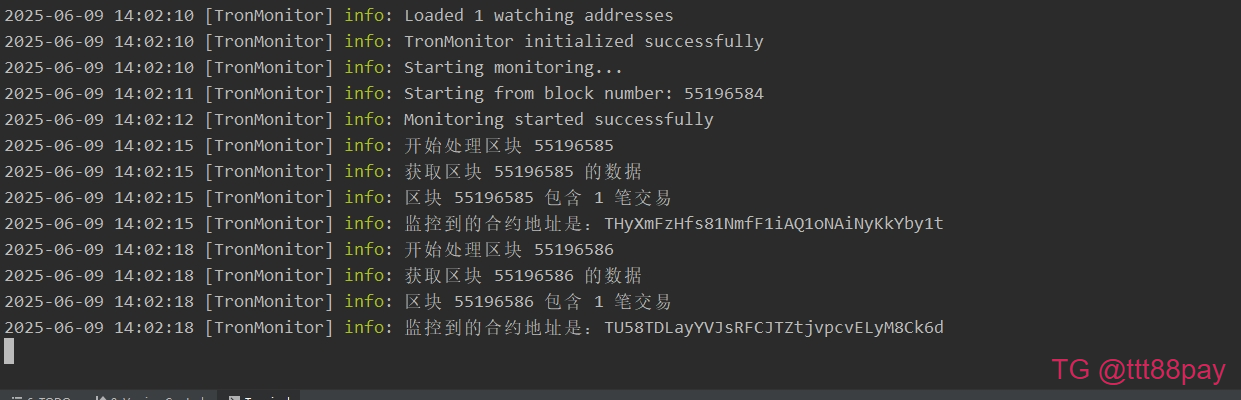 2025-06-09 14:02:10 [TronMonitor] info: Loaded 1 watching addresses
2025-06-09 14:02:10 [TronMonitor] info: TronMonitor initialized successfully
2025-06-09 14:02:10 [TronMonitor] info: Starting monitoring...
2025-06-09 14:02:11 [TronMonitor] info: Starting from block number: 55196584
2025-06-09 14:02:12 [TronMonitor] info: Monitoring started successfully
2025-06-09 14:02:15 [TronMonitor] info: 开始处理区块 55196585
2025-06-09 14:02:15 [TronMonitor] info: 获取区块 55196585 的数据
2025-06-09 14:02:15 [TronMonitor] info: 区块 55196585 包含 1 笔交易
2025-06-09 14:02:15 [TronMonitor] info: 监控到的合约地址是：THyXmFzHfs81NmfF1iAQ1oNAiNyKkYby1t
2025-06-09 14:02:18 [TronMonitor] info: 开始处理区块 55196586
2025-06-09 14:02:18 [TronMonitor] info: 获取区块 55196586 的数据
2025-06-09 14:02:18 [TronMonitor] info: 区块 55196586 包含 1 笔交易
2025-06-09 14:02:18 [TronMonitor] info: 监控到的合约地址是：TU58TDLayYVJsRFCJTZtjvpcvELyM8Ck6d
TG @ttt88pay